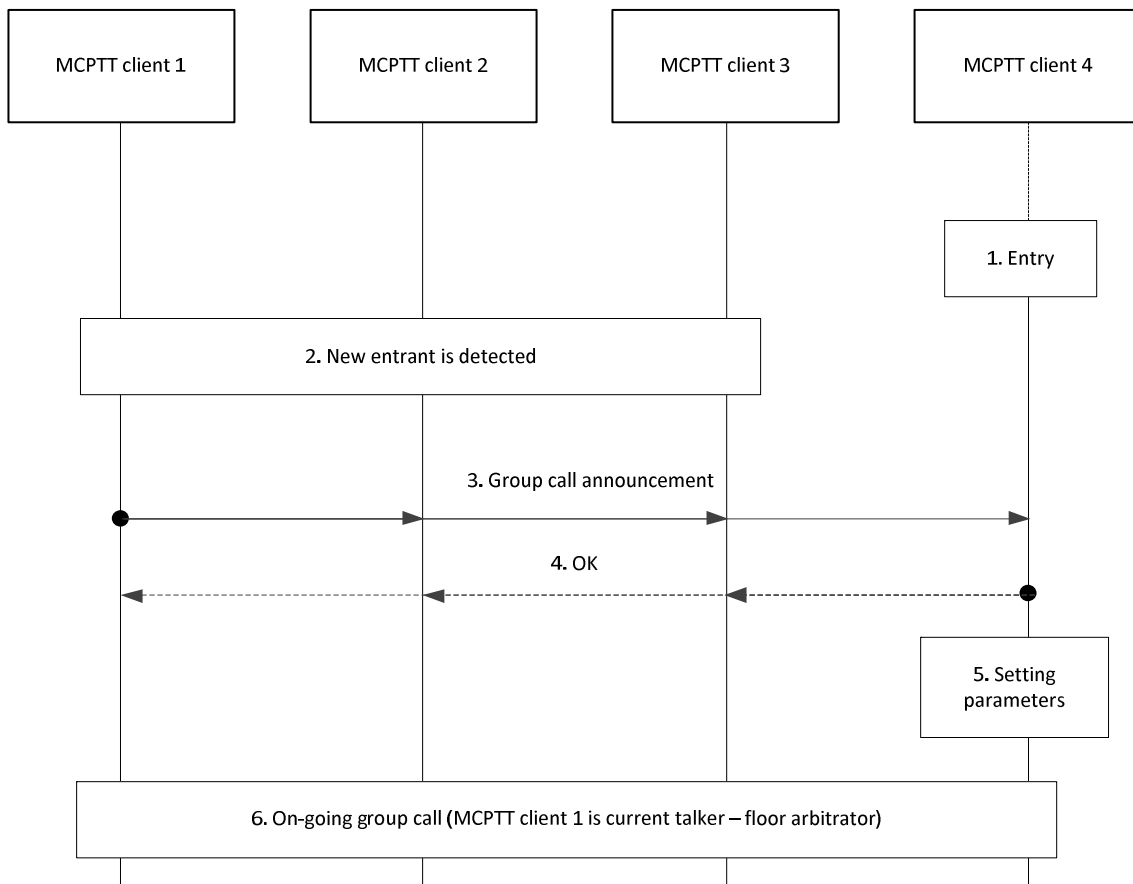 MCPTT client 1
MCPTT client 2
MCPTT client 3
MCPTT client 4
1. Entry
2. New entrant is detected
3. Group call announcement
4. OK
5. Setting
parameters
6. On-going group call (MCPTT client 1 is current talker – floor arbitrator)